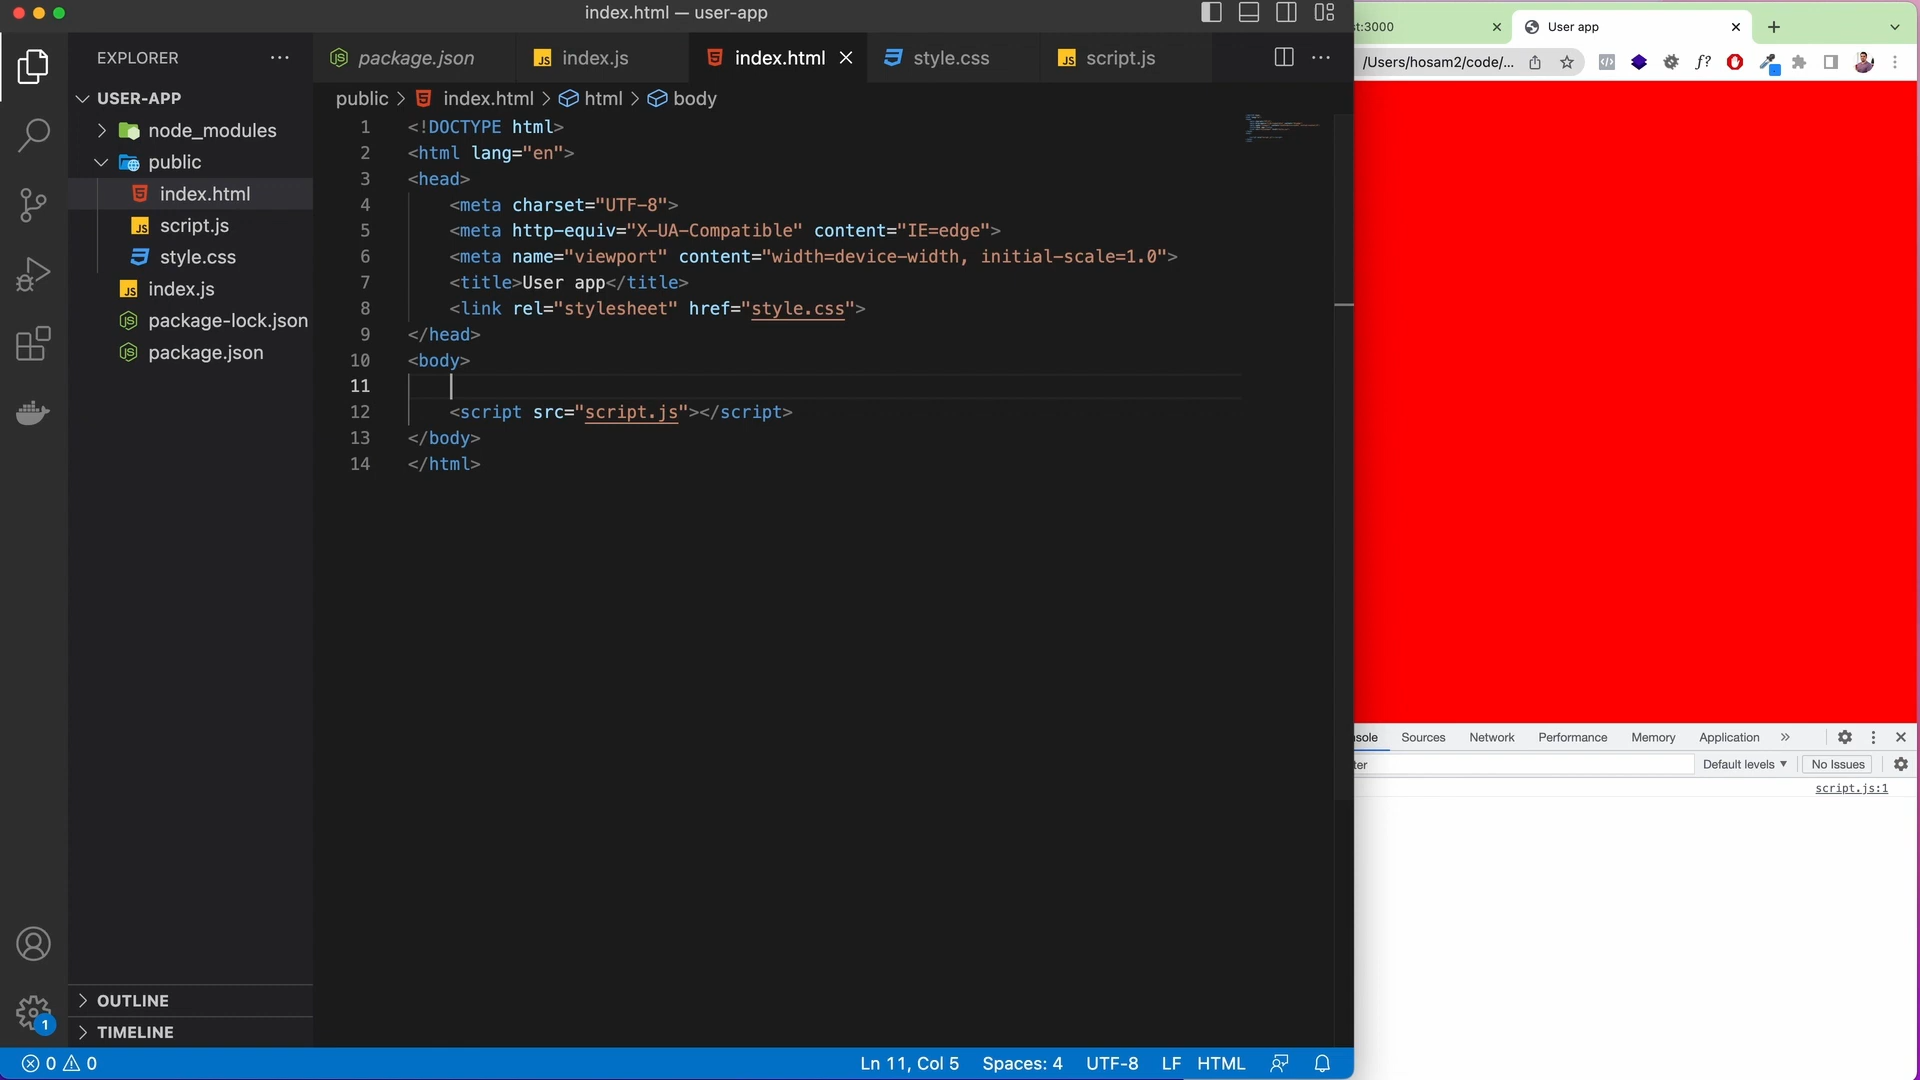 index.html — user-app
EXPLORER
USER-APP
node_modules
public
index.html
script.js
style.css
index.js
package-lock.json
package.json
OUTLINE
TIMELINE
1
package.json
index.js
index.html
style.css
script.js
public > index.html > html > body
1 <!DOCTYPE html>
2 <html lang="en">
3 <head>
4 <meta charset="UTF-8">
5 <meta http-equiv="X-UA-Compatible" content="IE=edge">
6 <meta name="viewport" content="width=device-width, initial-scale=1.0">
7 <title>User app</title>
8 <link rel="stylesheet" href="style.css">
9 </head>
10 <body>
11
12 <script src="script.js"></script>
13 </body>
14 </html>
0 0
Ln 11, Col 5 Spaces: 4 UTF-8 LF HTML
t:3000
User app
/Users/hosam2/code/...
f?
sole Sources Network Performance Memory Application
ter Default levels No Issues
script.js:1